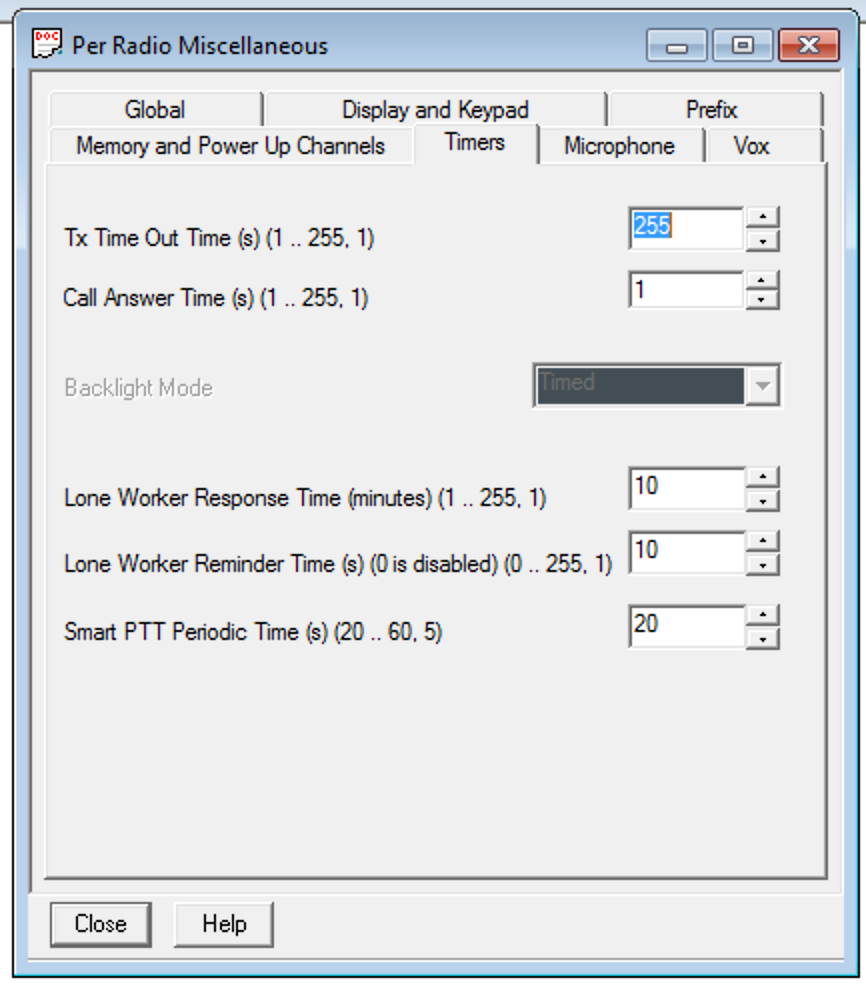 DOC
Per Radio Miscellaneous
Global Display and Keypad Prefix
Memory and Power Up Channels Timers Microphone Vox
Tx Time Out Time (s) (1 .. 255, 1) 255
Call Answer Time (s) (1 .. 255, 1) 1
Backlight Mode Timed
Lone Worker Response Time (minutes) (1 .. 255, 1) 10
Lone Worker Reminder Time (s) (0 is disabled) (0 .. 255, 1) 10
Smart PTT Periodic Time (s) (20 .. 60, 5) 20
Close Help